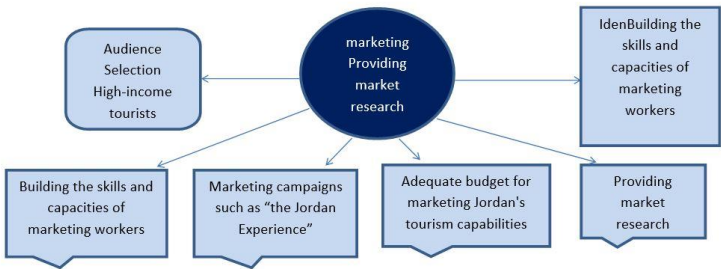 Audience
Selection
High-income
tourists
marketing
Providing
market
research
IdenBuilding the
skills and
capacities of
marketing
workers
Building the skills and
capacities of
marketing workers
Marketing campaigns
such as “the Jordan
Experience”
Adequate budget for
marketing Jordan's
tourism capabilities
Providing
market
research